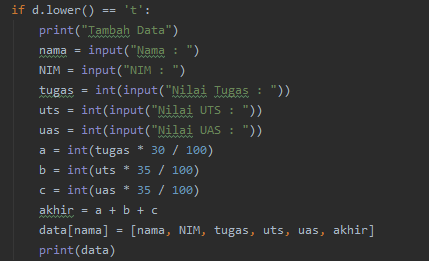 if d.lower() == 't':
    print("Tambah Data")
    nama = input("Nama : ")
    NIM = input("NIM : ")
    tugas = int(input("Nilai Tugas : "))
    uts = int(input("Nilai UTS : "))
    uas = int(input("Nilai UAS : "))
    a = int(tugas * 30 / 100)
    b = int(uts * 35 / 100)
    c = int(uas * 35 / 100)
    akhir = a + b + c
    data[nama] = [nama, NIM, tugas, uts, uas, akhir]
    print(data)